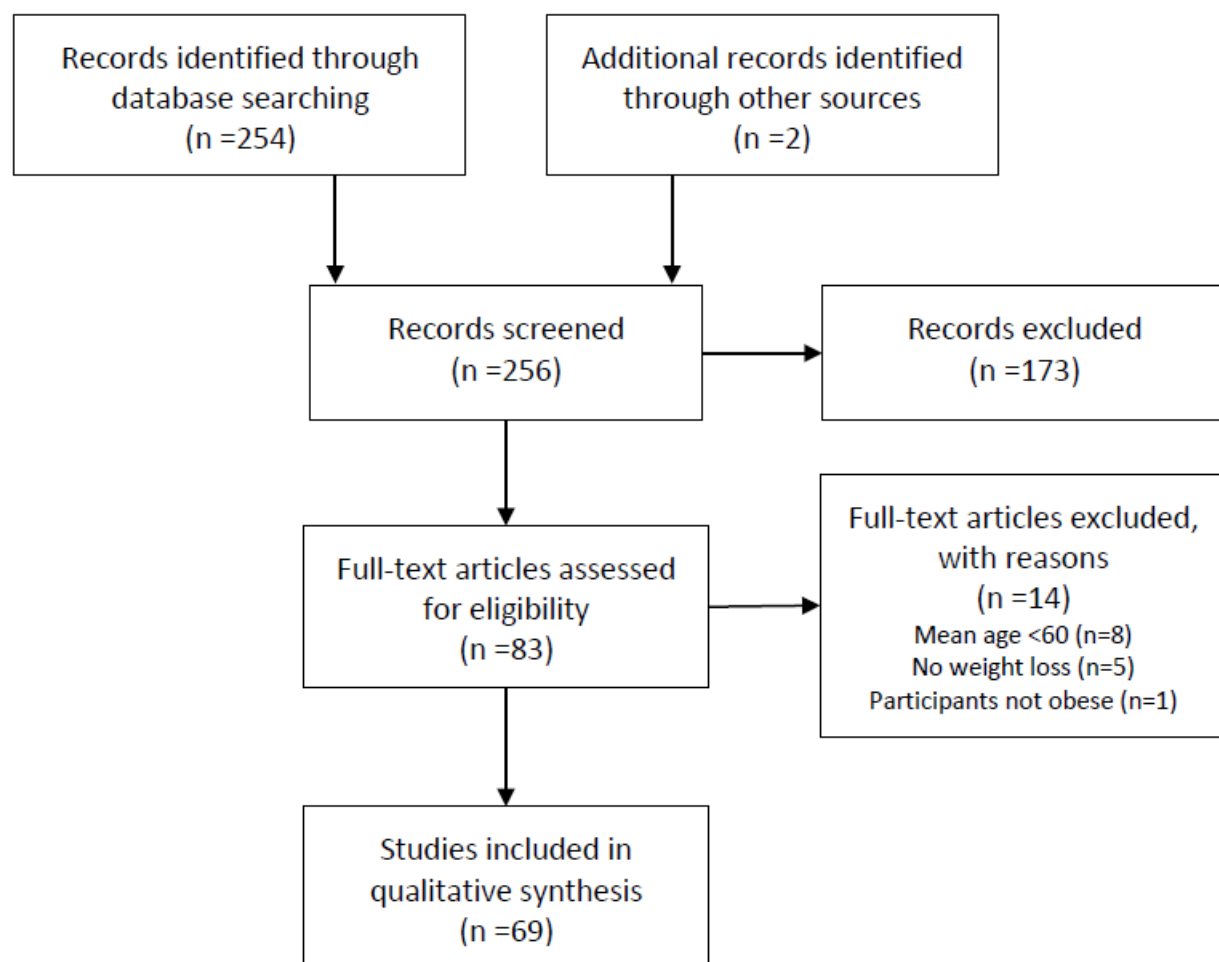 Records identified through
database searching
(n =254)
Additional records identified
through other sources
(n =2)
Records screened
(n =256)
Records excluded
(n =173)
Full-text articles assessed
for eligibility
(n =83)
Full-text articles excluded,
with reasons
(n =14)
Mean age <60 (n=8)
No weight loss (n=5)
Participants not obese (n=1)
Studies included in
qualitative synthesis
(n =69)